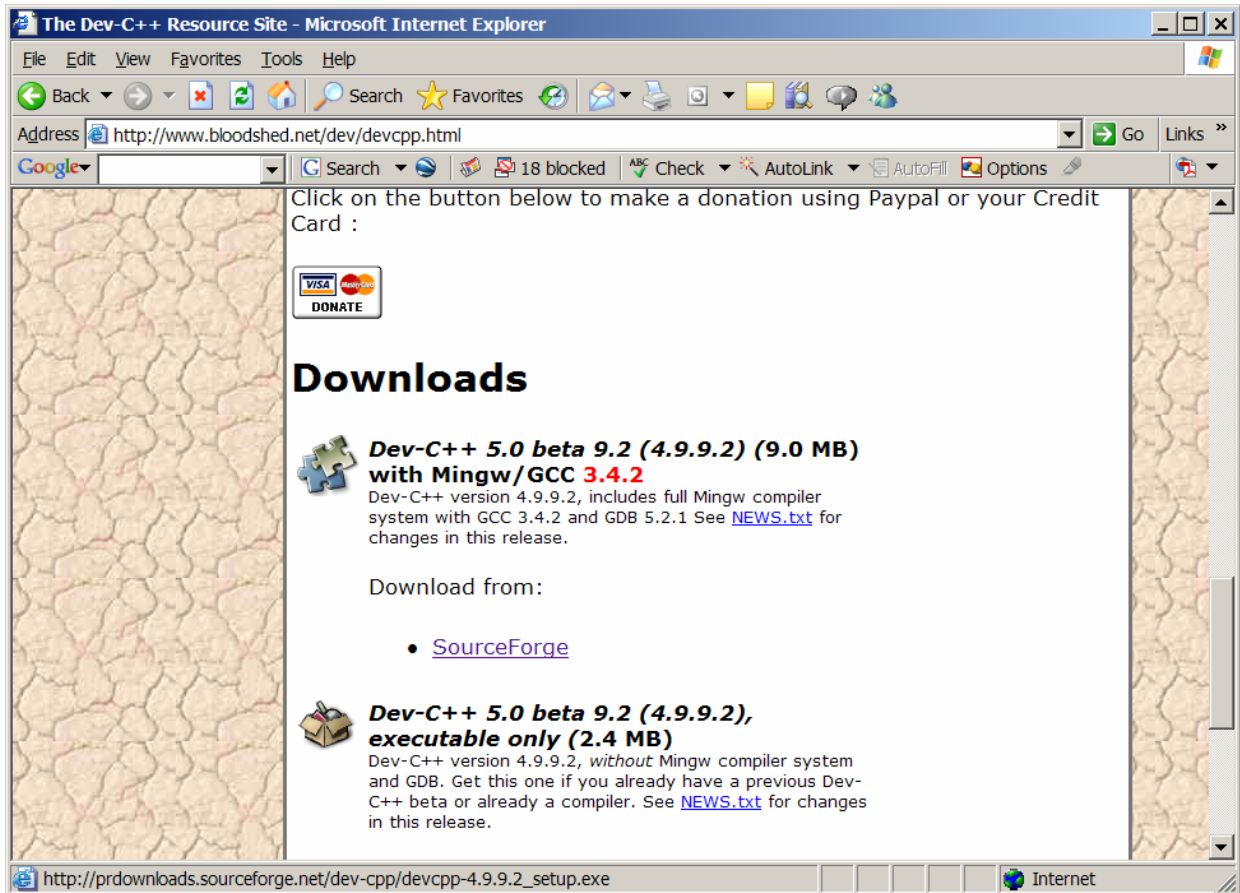 The Dev-C++ Resource Site - Microsoft Internet Explorer
File Edit View Favorites Tools Help
Back Search Favorites
Address http://www.bloodshed.net/dev/devcpp.html Go Links »
Google Search 18 blocked ABC Check AutoLink AutoFill Options
Click on the button below to make a donation using Paypal or your Credit
Card :
VISA MasterCard
DONATE
Downloads
Dev-C++ 5.0 beta 9.2 (4.9.9.2) (9.0 MB)
with Mingw/GCC 3.4.2
Dev-C++ version 4.9.9.2, includes full Mingw compiler
system with GCC 3.4.2 and GDB 5.2.1 See NEWS.txt for
changes in this release.
Download from:
• SourceForge
Dev-C++ 5.0 beta 9.2 (4.9.9.2),
executable only (2.4 MB)
Dev-C++ version 4.9.9.2, without Mingw compiler system
and GDB. Get this one if you already have a previous Dev-
C++ beta or already a compiler. See NEWS.txt for changes
in this release.
http://prdownloads.sourceforge.net/dev-cpp/devcpp-4.9.9.2_setup.exe Internet